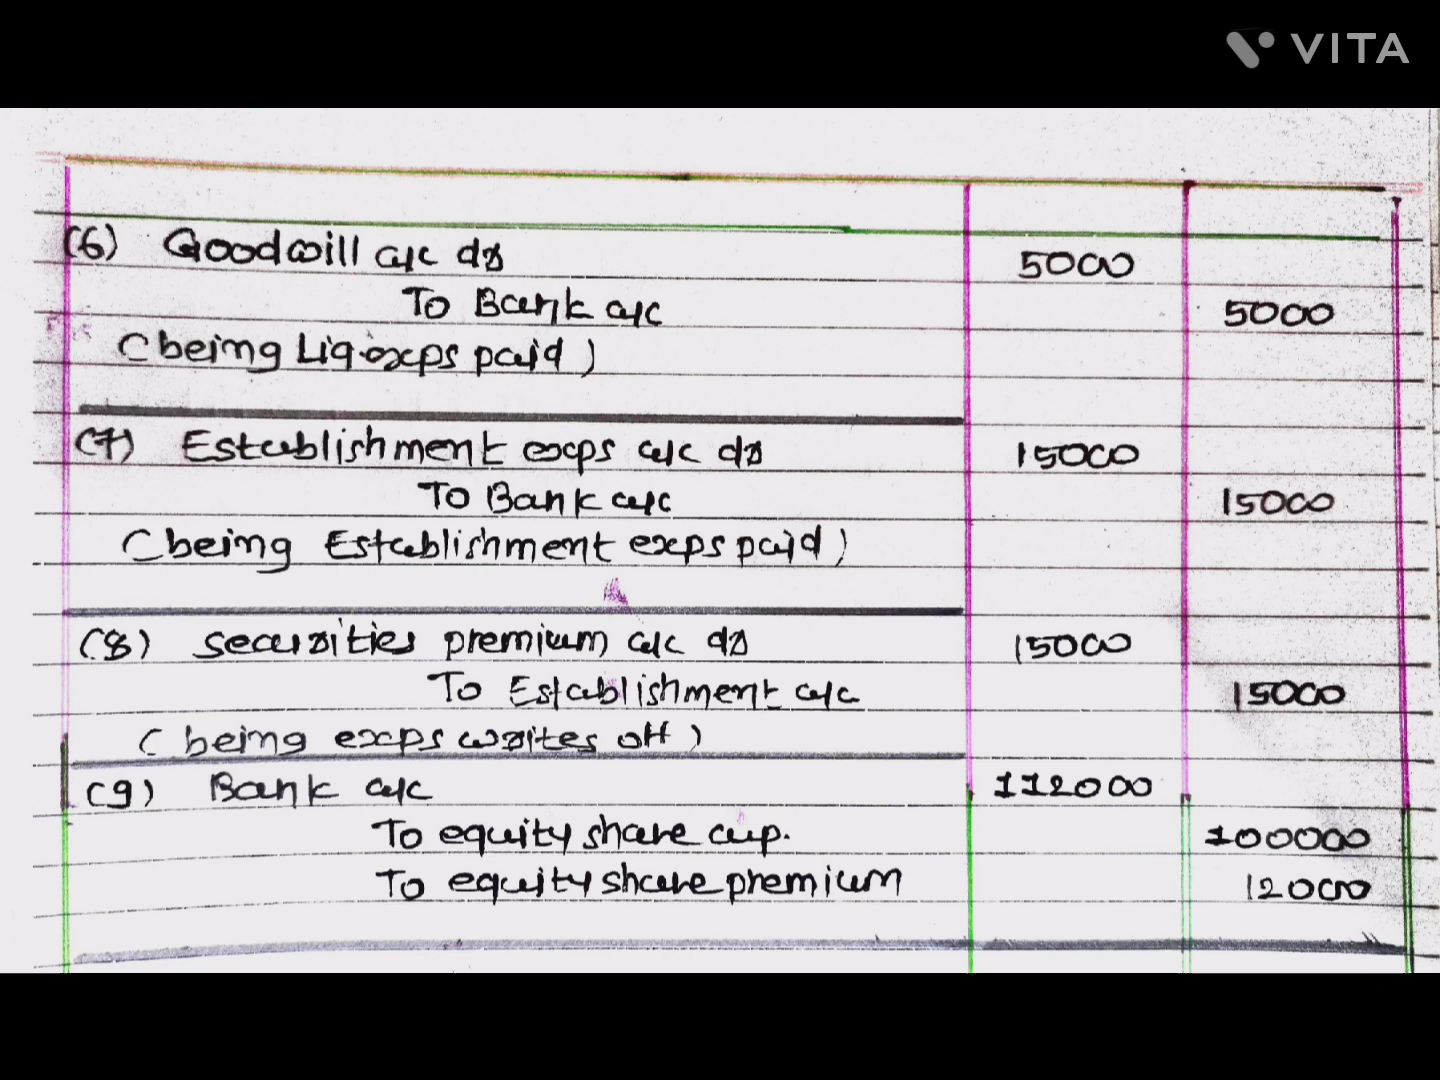 VITA
(6) Goodwill a/c dr 5000
To Bank a/c 5000
(being Liq. exps paid)
(7) Establishment exps a/c dr 15000
To Bank a/c 15000
(being Establishment exps paid)
(8) securities premium a/c dr 15000
To Establishment a/c 15000
(being exps writes off)
(9) Bank a/c 112000
To equity share cap. 100000
To equity share premium 12000